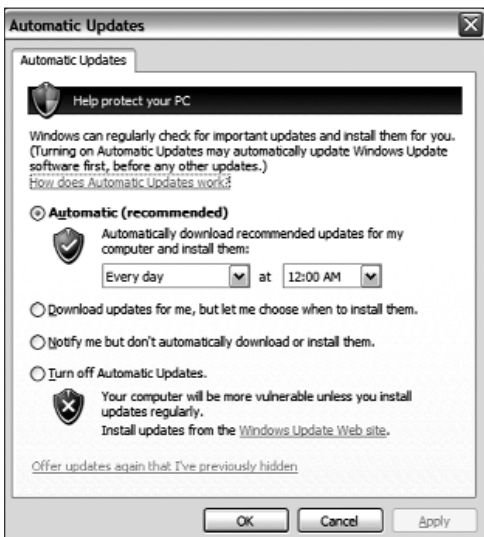 Automatic Updates
Automatic Updates
Help protect your PC
Windows can regularly check for important updates and install them for you.
(Turning on Automatic Updates may automatically update Windows Update
software first, before any other updates.)
How does Automatic Updates work?
Automatic (recommended)
Automatically download recommended updates for my
computer and install them:
Every day at 12:00 AM
Download updates for me, but let me choose when to install them.
Notify me but don't automatically download or install them.
Turn off Automatic Updates.
Your computer will be more vulnerable unless you install
updates regularly.
Install updates from the Windows Update Web site.
Offer updates again that I've previously hidden
OK Cancel Apply